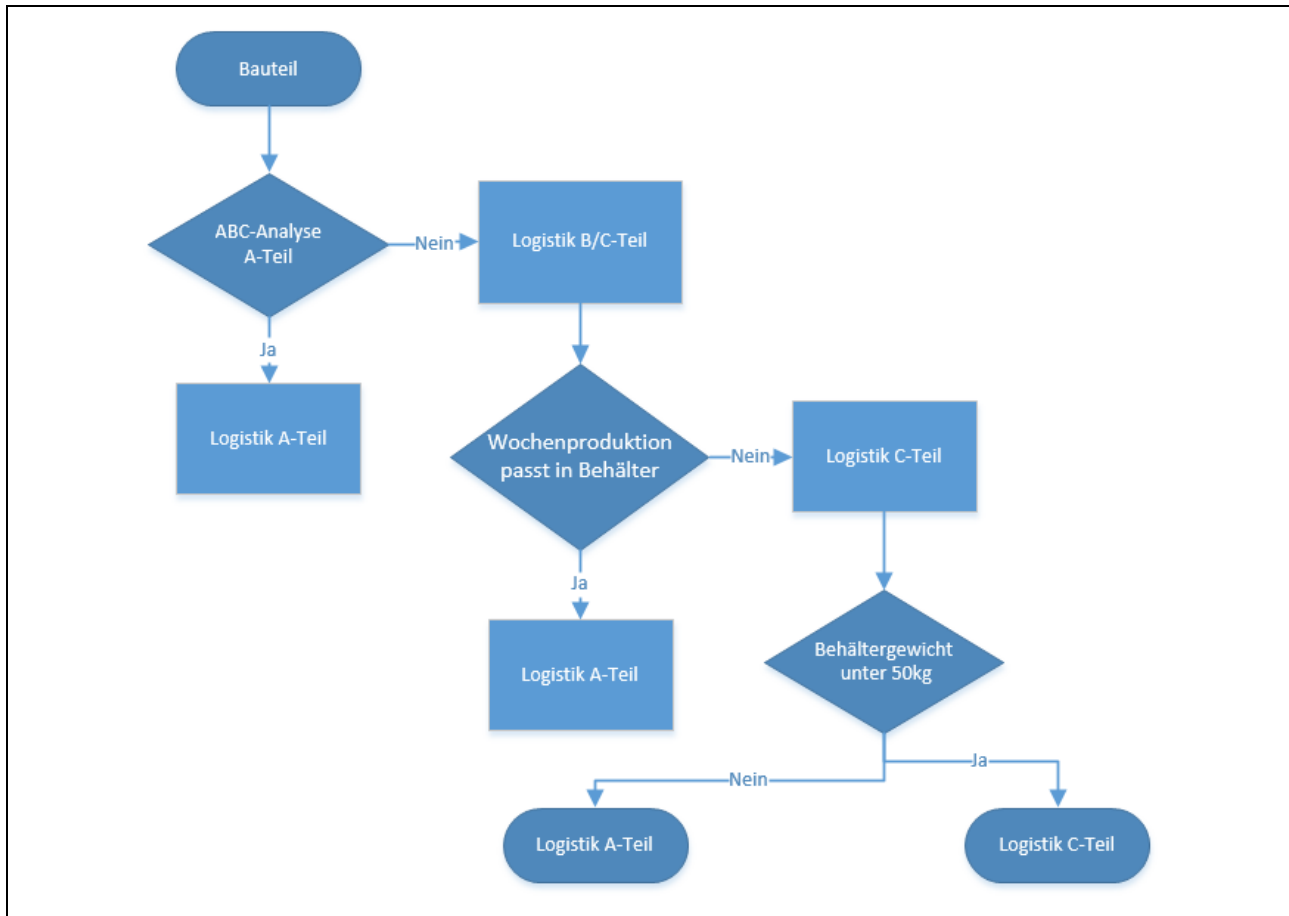 Bauteil
ABC-Analyse
A-Teil
Nein
Logistik B/C-Teil
Ja
Logistik A-Teil
Wochenproduktion
passt in Behälter
Nein
Logistik C-Teil
Ja
Logistik A-Teil
Behältergewicht
unter 50kg
Nein
Ja
Logistik A-Teil
Logistik C-Teil